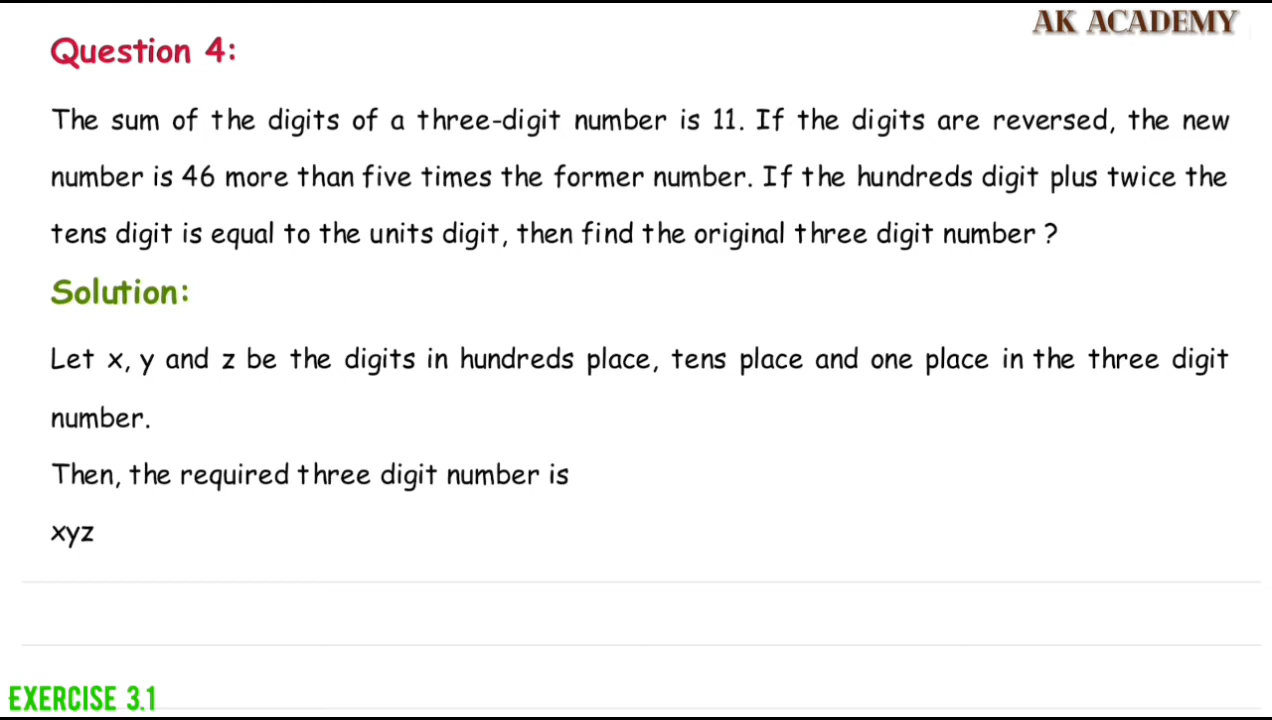 AK ACADEMY
Question 4:
The sum of the digits of a three-digit number is 11. If the digits are reversed, the new
number is 46 more than five times the former number. If the hundreds digit plus twice the
tens digit is equal to the units digit, then find the original three digit number ?
Solution:
Let x, y and z be the digits in hundreds place, tens place and one place in the three digit
number.
Then, the required three digit number is
xyz
EXERCISE 3.1